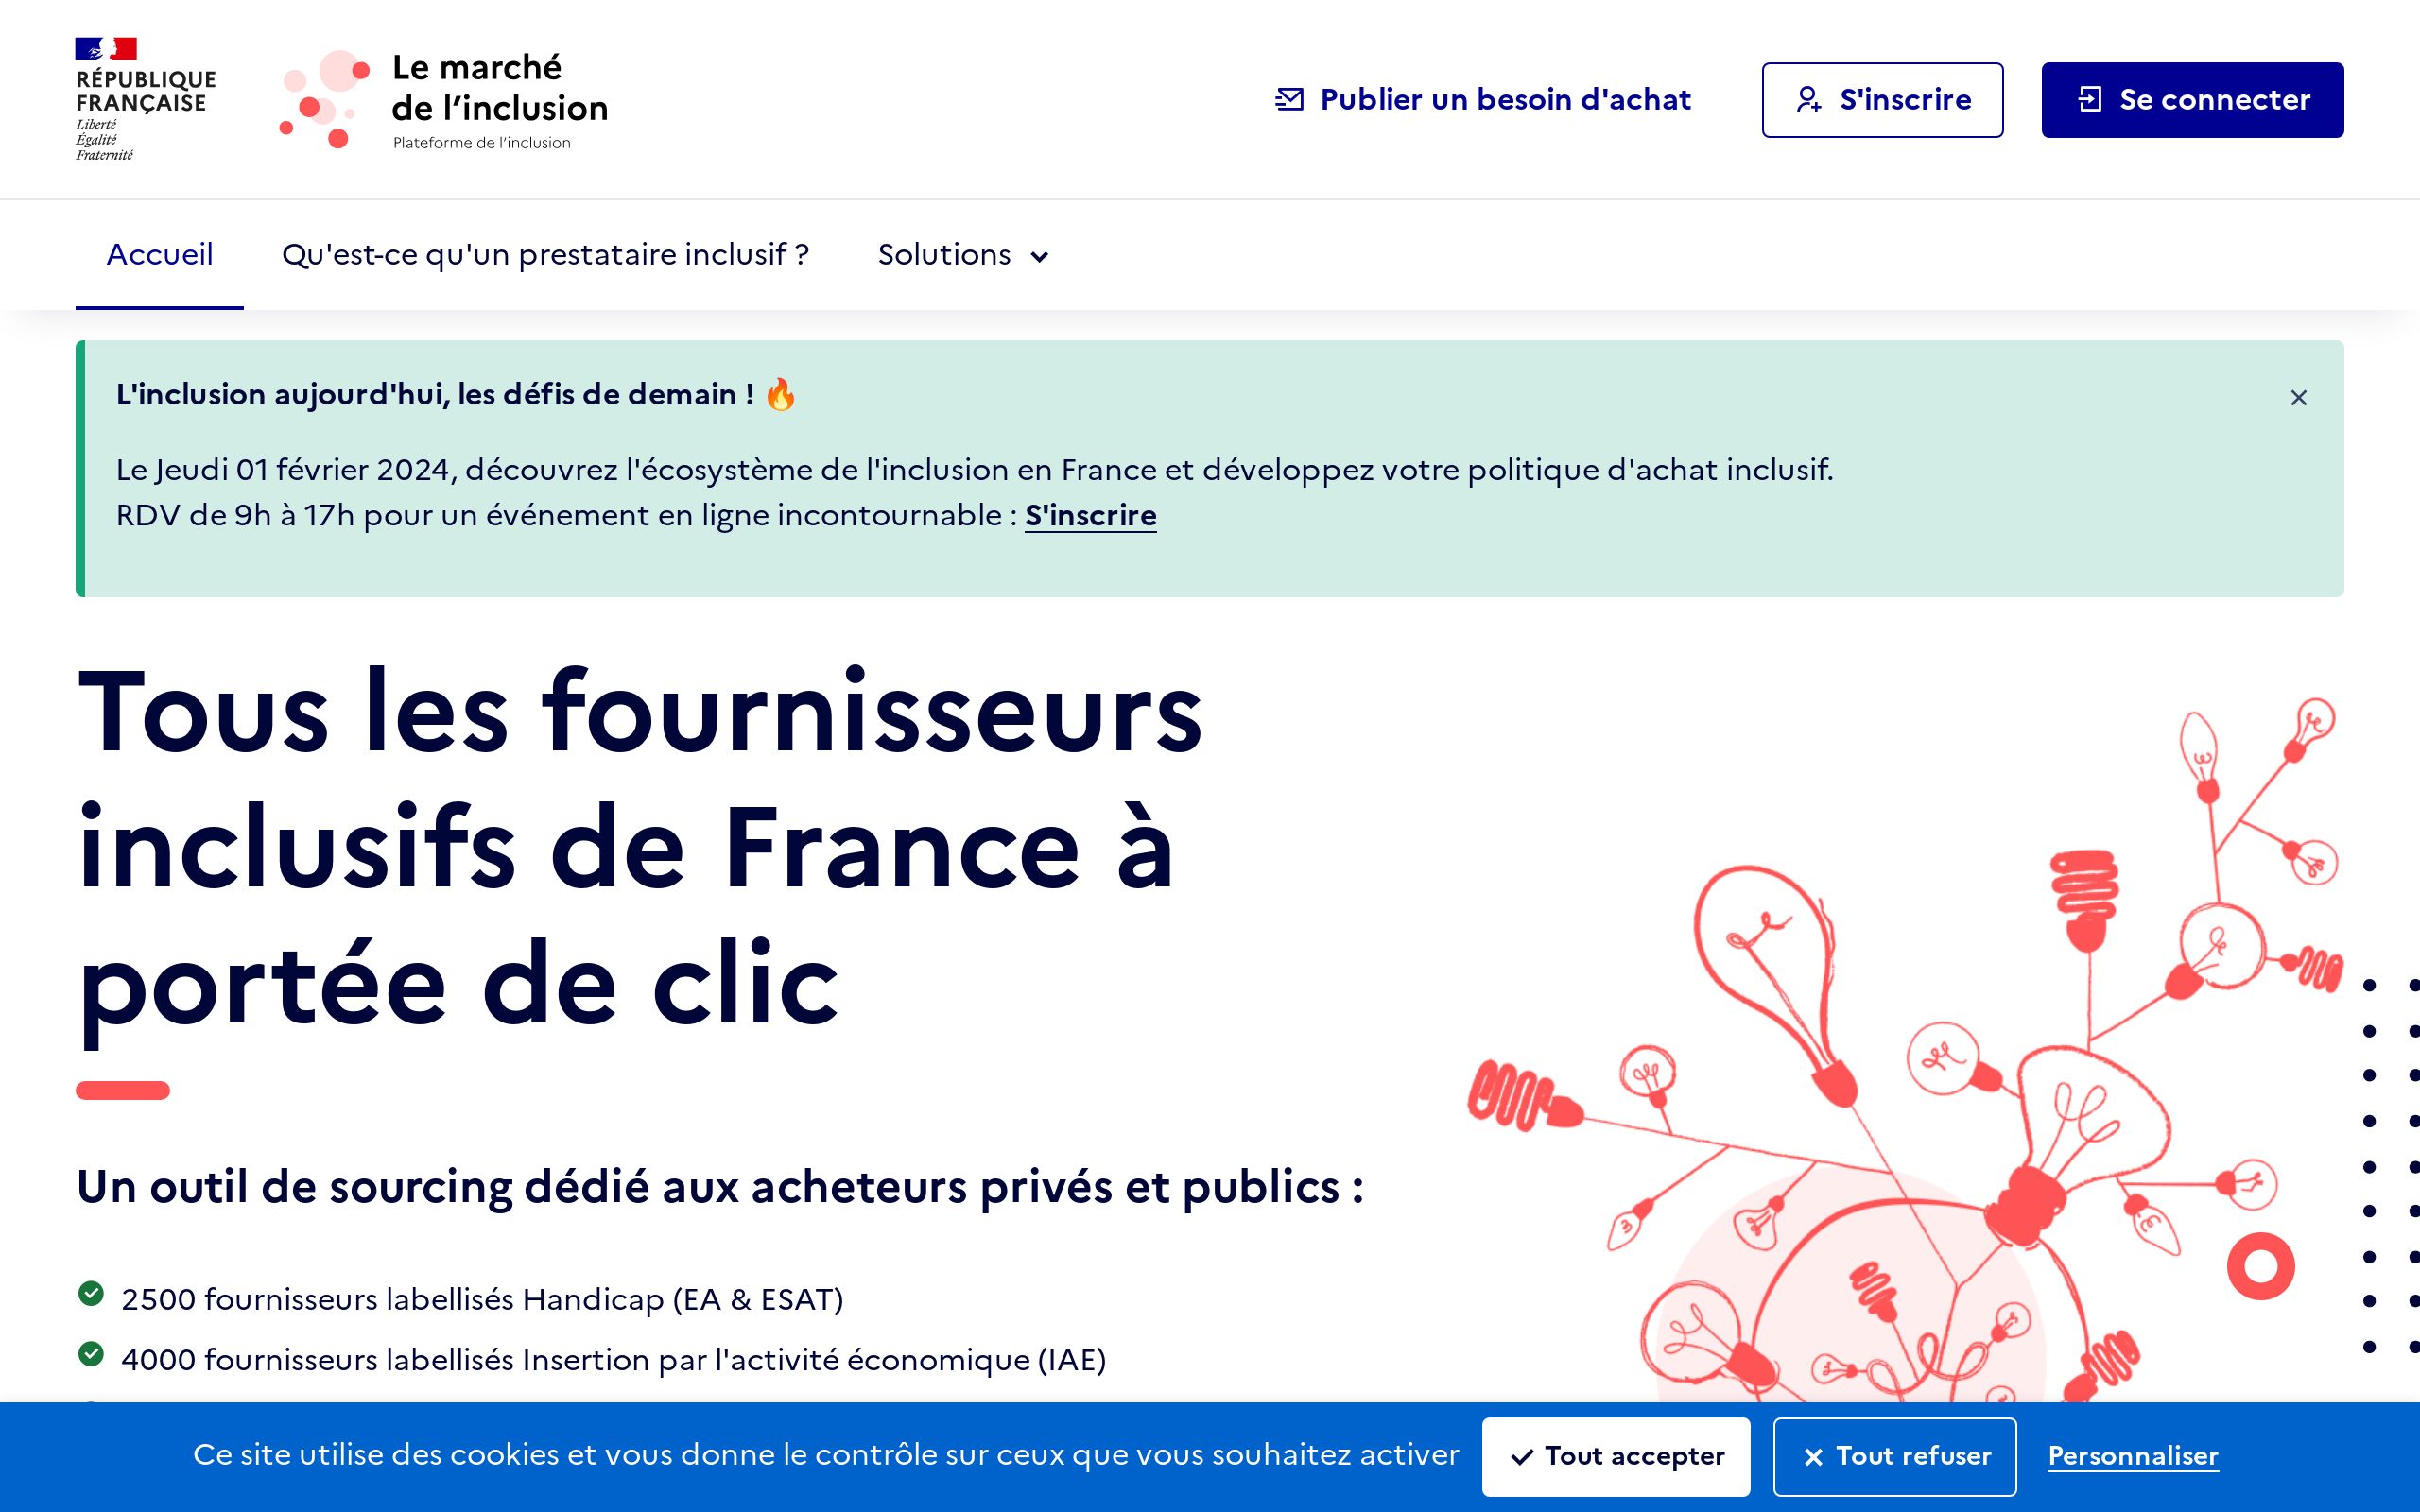 RÉPUBLIQUE
FRANÇAISE
Liberté
Égalité
Fraternité
Le marché
de l'inclusion
Plateforme de l'inclusion
Publier un besoin d'achat
S'inscrire
Se connecter
Accueil
Qu'est-ce qu'un prestataire inclusif ?
Solutions
L'inclusion aujourd'hui, les défis de demain ! 🔥
Le Jeudi 01 février 2024, découvrez l'écosystème de l'inclusion en France et développez votre politique d'achat inclusif.
RDV de 9h à 17h pour un événement en ligne incontournable : S'inscrire
Tous les fournisseurs
inclusifs de France à
portée de clic
Un outil de sourcing dédié aux acheteurs privés et publics :
2500 fournisseurs labellisés Handicap (EA & ESAT)
4000 fournisseurs labellisés Insertion par l'activité économique (IAE)
Ce site utilise des cookies et vous donne le contrôle sur ceux que vous souhaitez activer
Tout accepter
Tout refuser
Personnaliser